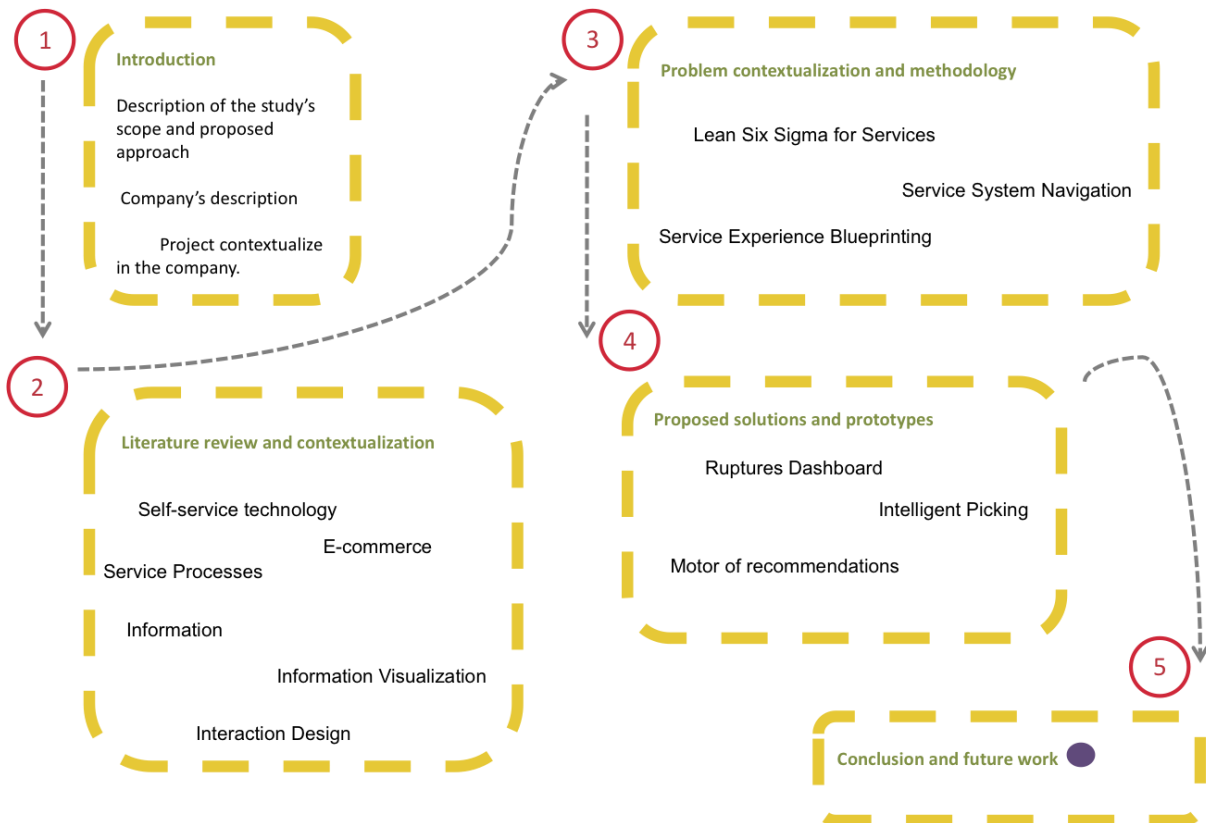 1
Introduction
Description of the study's
scope and proposed
approach
Company's description
Project contextualize
in the company.
2
Literature review and contextualization
Self-service technology
E-commerce
Service Processes
Information
Information Visualization
Interaction Design
3
Problem contextualization and methodology
Lean Six Sigma for Services
Service System Navigation
Service Experience Blueprinting
4
Proposed solutions and prototypes
Ruptures Dashboard
Intelligent Picking
Motor of recommendations
5
Conclusion and future work